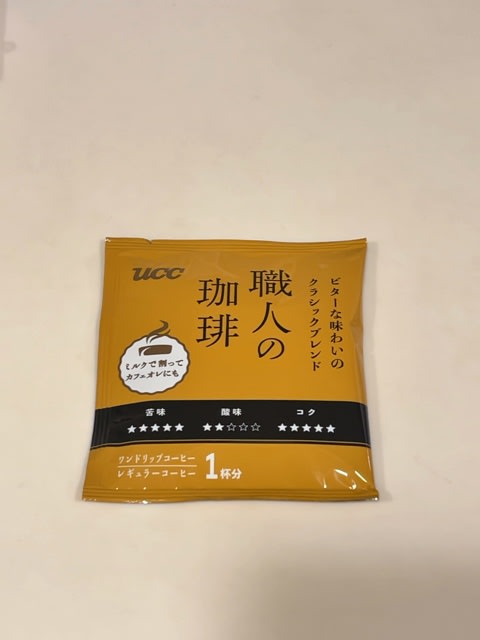 ucc
ビターな味わいの
クラシックブレンド
職人の
珈琲
ミルクで割って
カフェオレにも
苦味 酸味 コク
★★★★★ ★★☆☆☆ ★★★★★
ワンドリップコーヒー
レギュラーコーヒー
1杯分